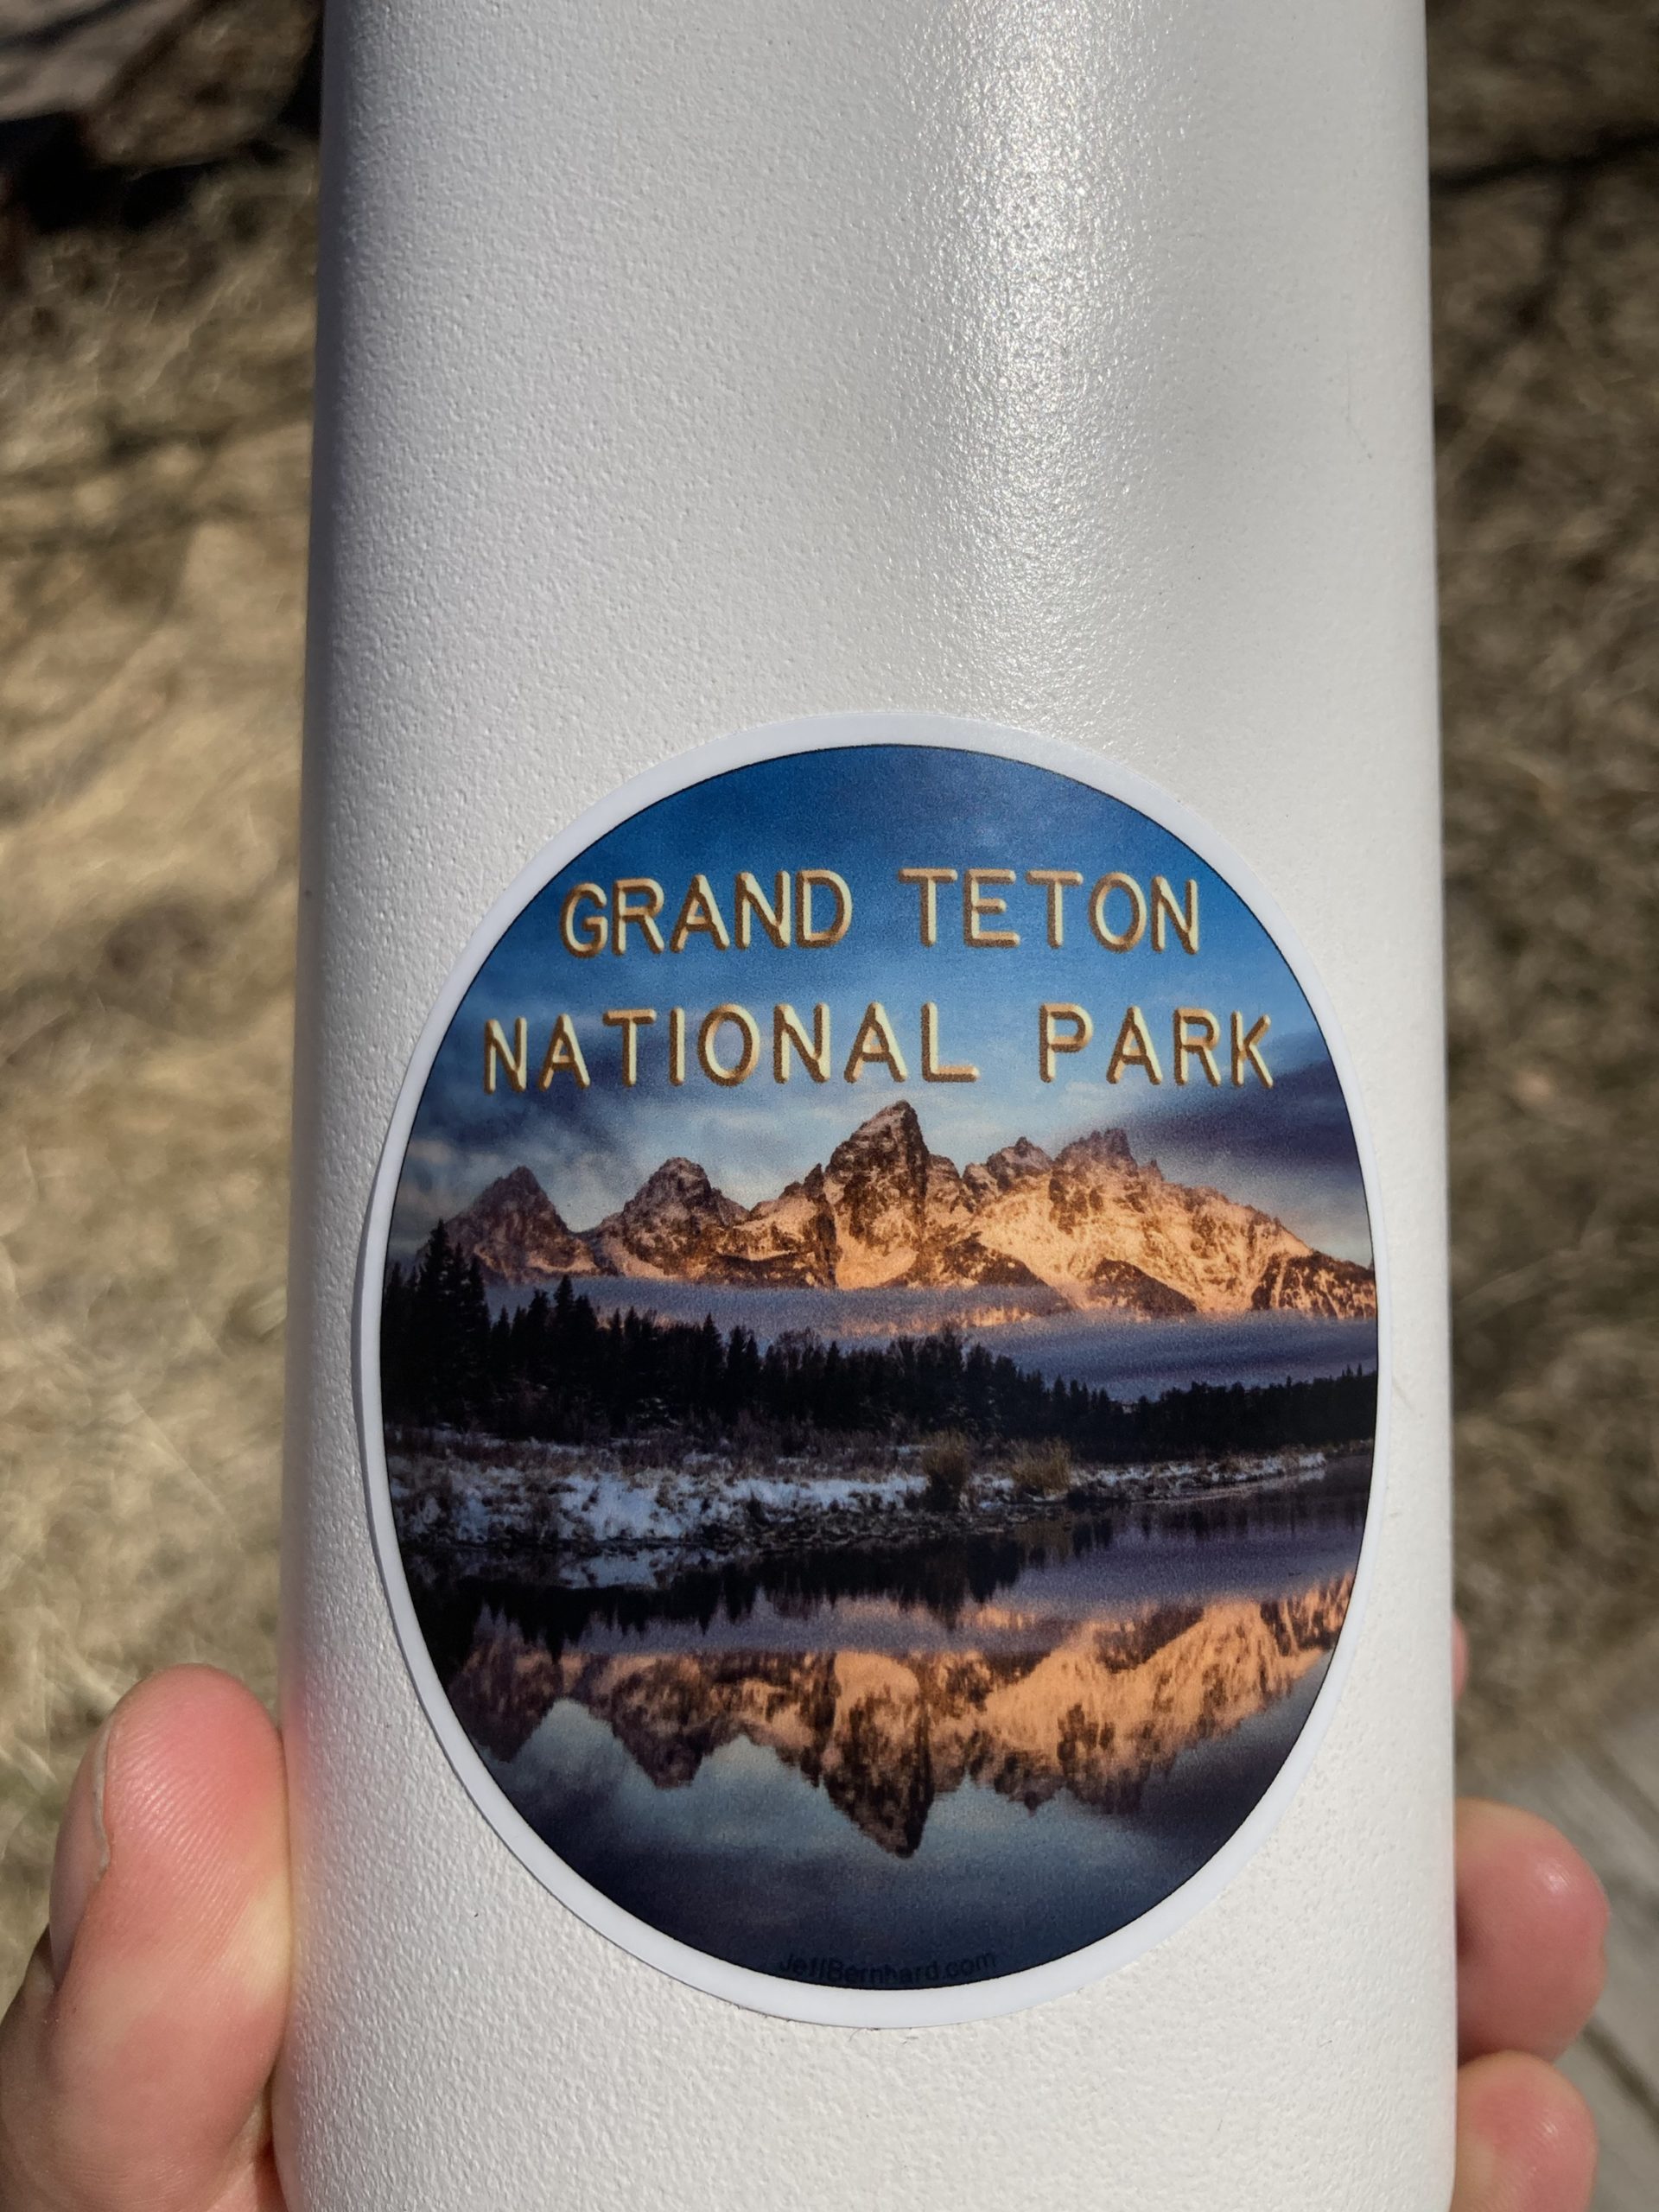 GRAND TETON
NATIONAL PARK
JeffBernhard.com